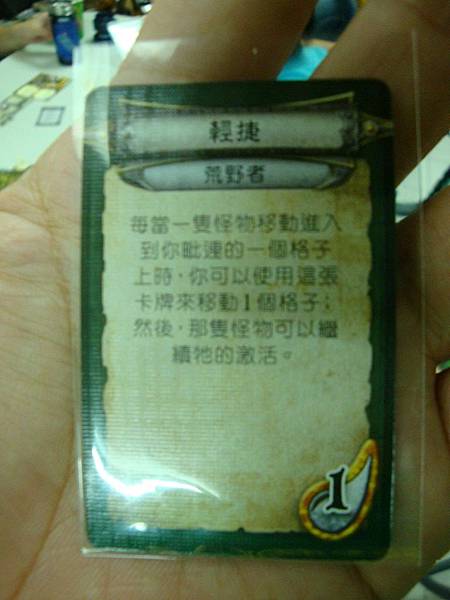 輕捷
荒野者
每當一隻怪物移動進入
到你毗連的一個格子
上時，你可以使用這張
卡牌來移動1個格子；
然後，那隻怪物可以繼
續牠的激活。
1